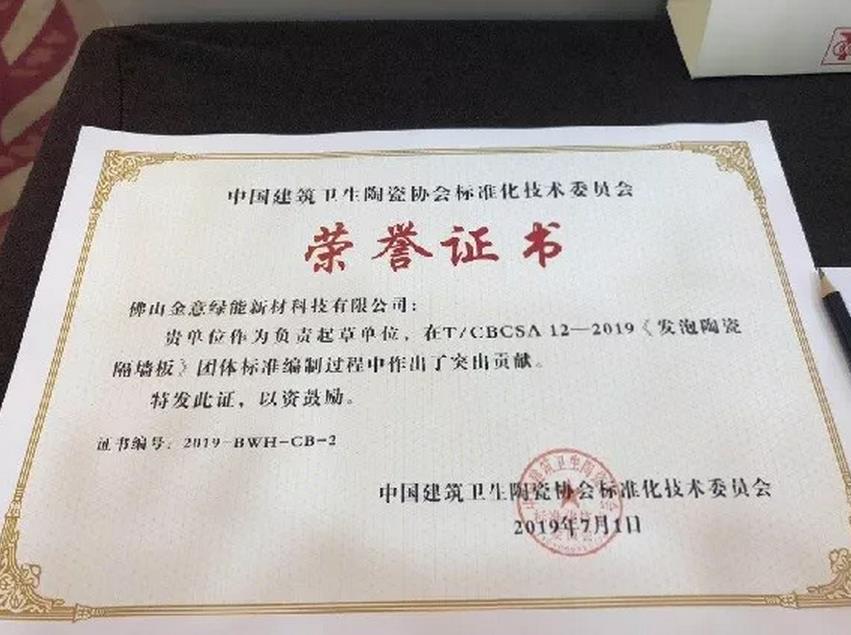 中国建筑卫生陶瓷协会标准化技术委员会
荣誉证书
佛山金意绿能新材科技有限公司：
贵单位作为负责起草单位，在T/CBCSA 12—2019《发泡陶瓷
隔墙板》团体标准编制过程中作出了突出贡献。
特发此证，以资鼓励。
证书编号：2019-BWH-CB-2
中国建筑卫生陶瓷协会标准化技术委员会
2019年7月1日